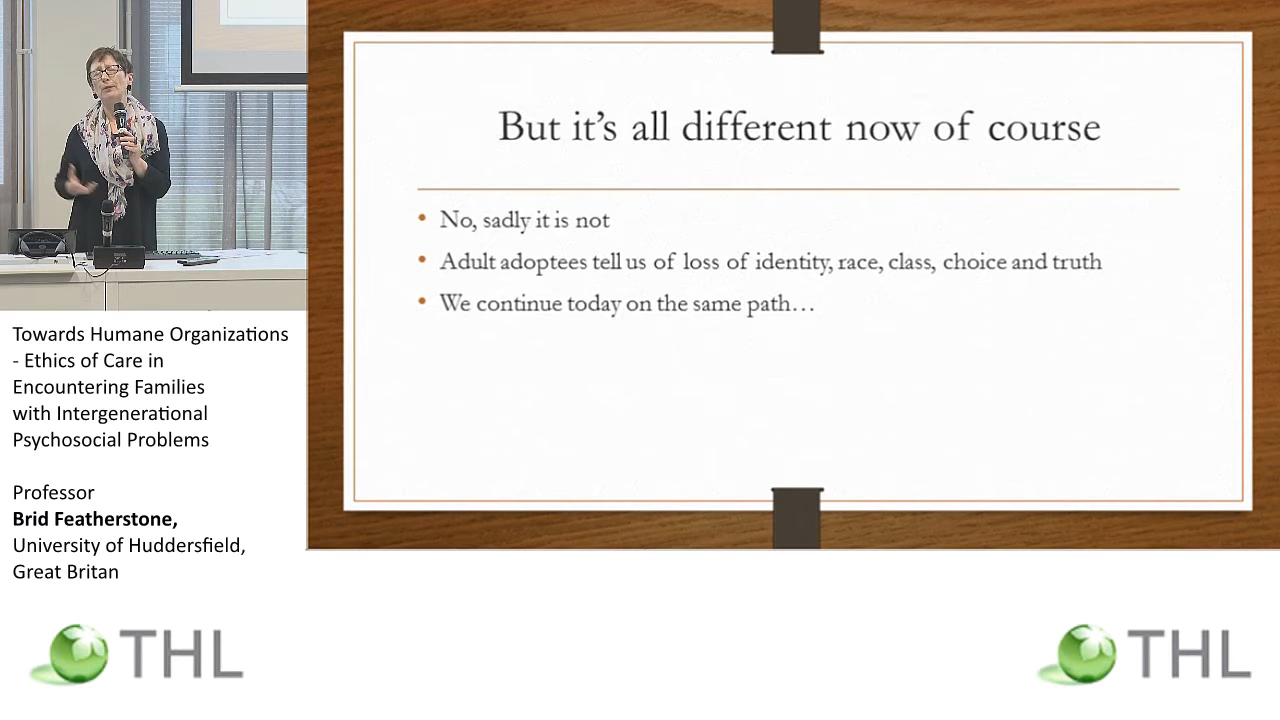 But it’s all different now of course
• No, sadly it is not
• Adult adoptees tell us of loss of identity, race, class, choice and truth
• We continue today on the same path…
Towards Humane Organizations
- Ethics of Care in
Encountering Families
with Intergenerational
Psychosocial Problems
Professor
Brid Featherstone,
University of Huddersfield,
Great Britan
THL
THL